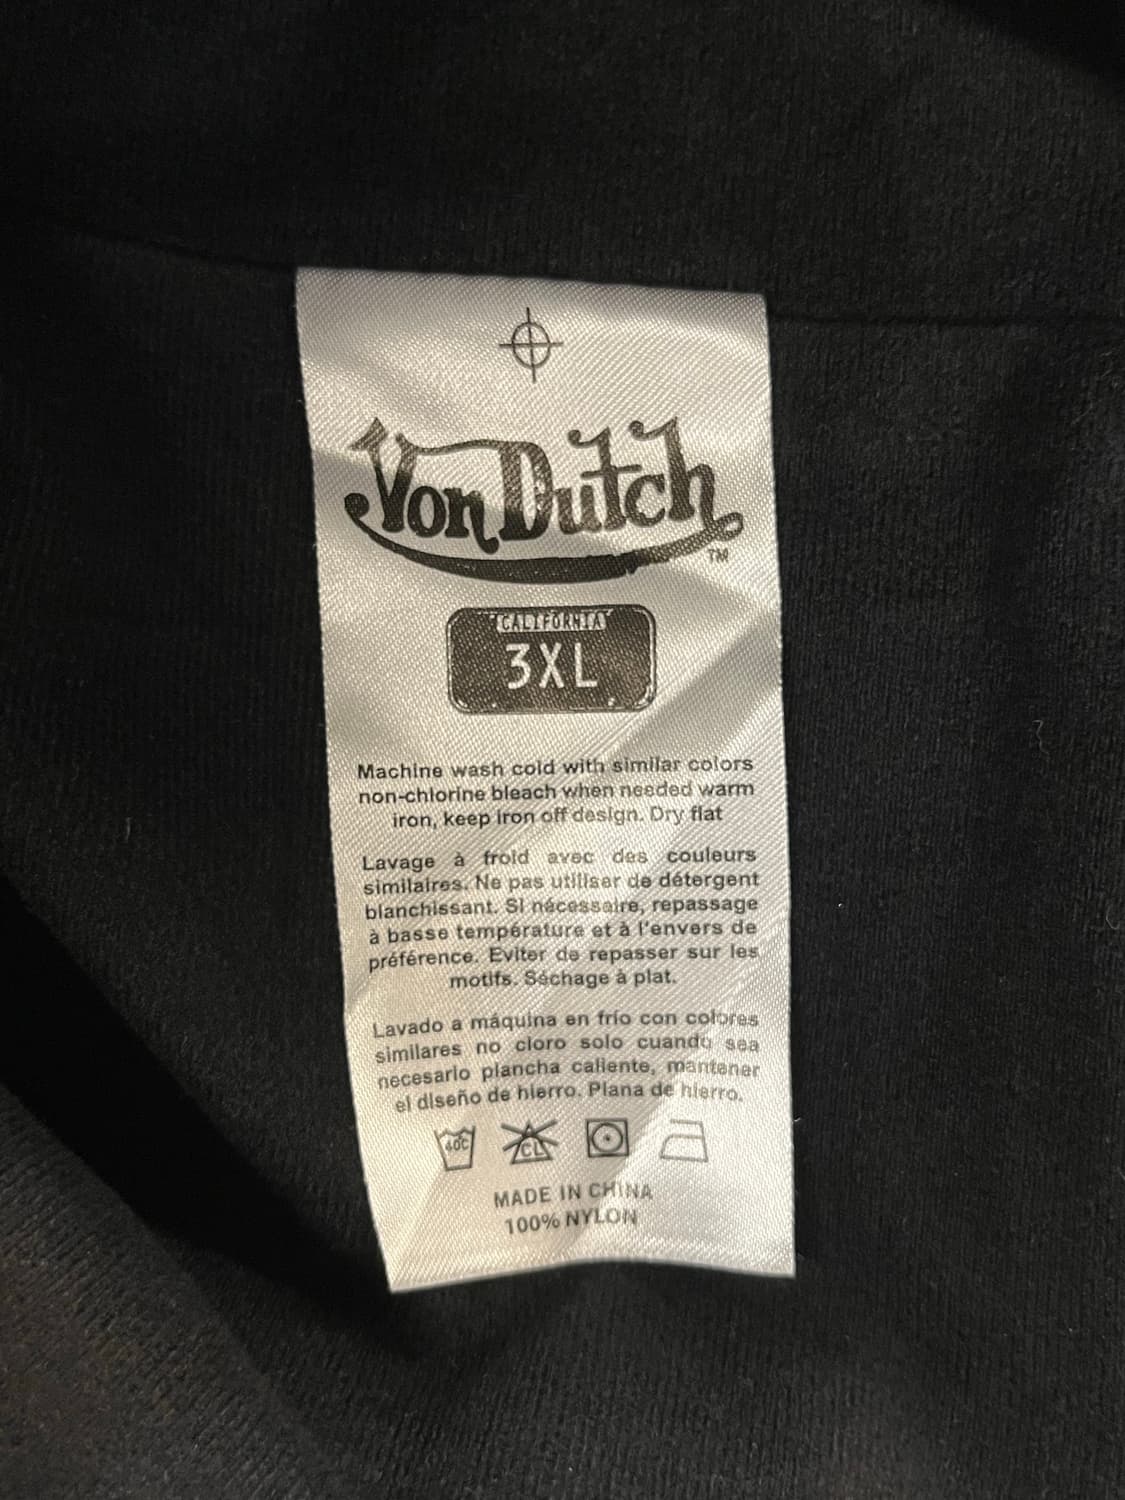 Von Dutch
TM
CALIFORNIA
3XL
Machine wash cold with similar colors
non-chlorine bleach when needed warm
iron, keep iron off design. Dry flat
Lavage à froid avec des couleurs
similaires. Ne pas utiliser de détergent
blanchissant. Si nécessaire, repassage
à basse température et à l'envers de
préférence. Eviter de repasser sur les
motifs. Séchage à plat.
Lavado a máquina en frío con colores
similares no cloro solo cuando sea
necesario plancha caliente, mantener
el diseño de hierro. Plana de hierro.
40C CL
MADE IN CHINA
100% NYLON